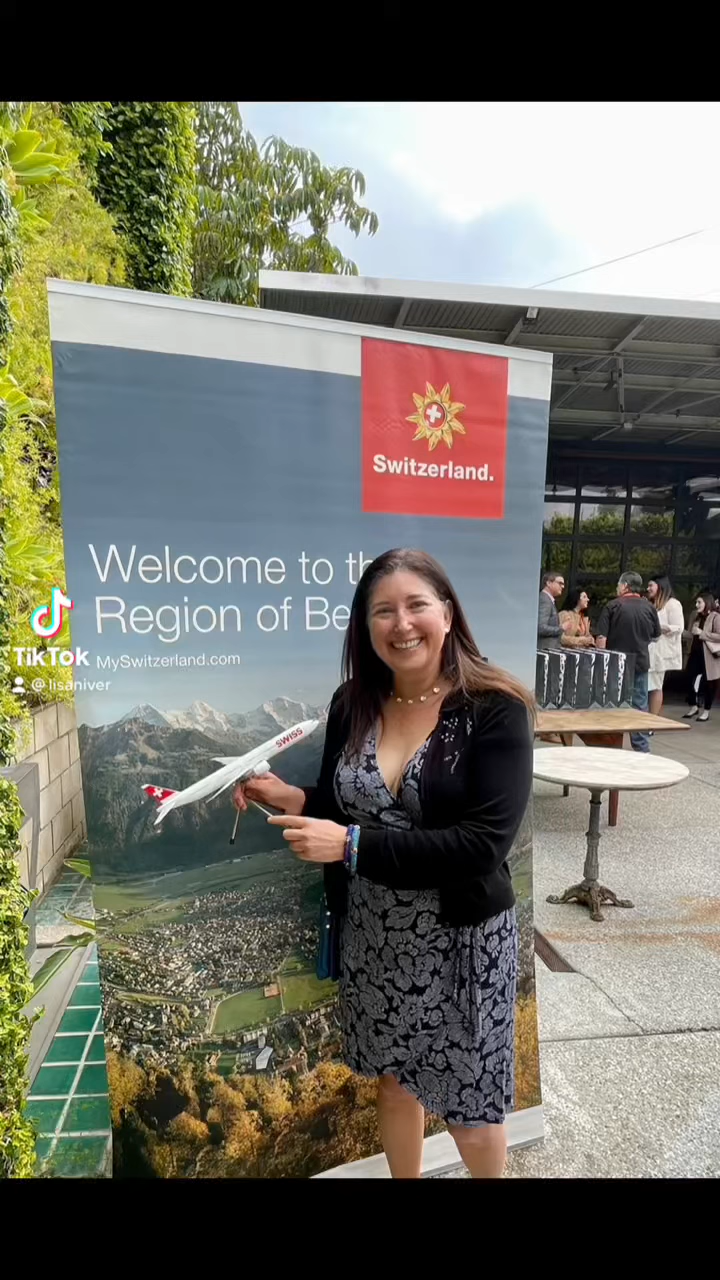 Switzerland.
Welcome to th
Region of Be
MySwitzerland.com
SWISS
TikTok
@lisaniver